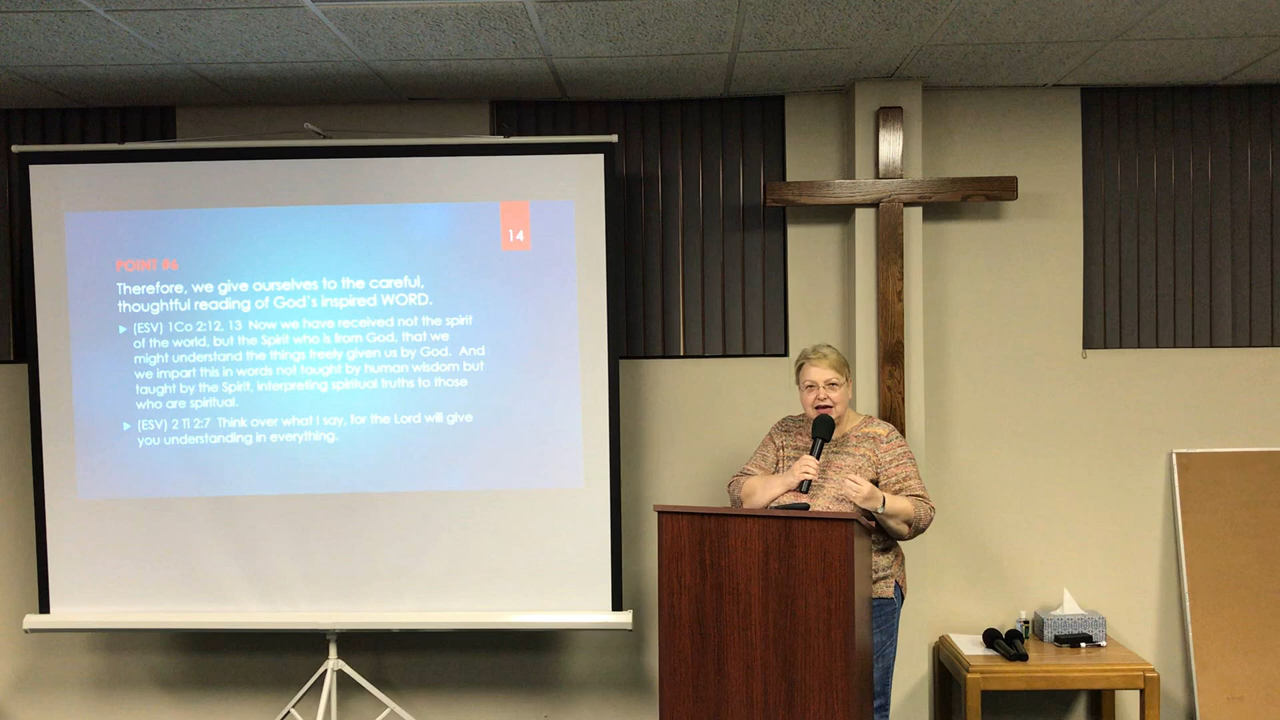 14
POINT #6
Therefore, we give ourselves to the careful,
thoughtful reading of God's inspired WORD.
(ESV) 1Co 2:12, 13 Now we have received not the spirit
of the world, but the Spirit who is from God, that we
might understand the things freely given us by God. And
we impart this in words not taught by human wisdom but
taught by the Spirit, interpreting spiritual truths to those
who are spiritual.
(ESV) 2 TI 2:7 Think over what I say, for the Lord will give
you understanding in everything.